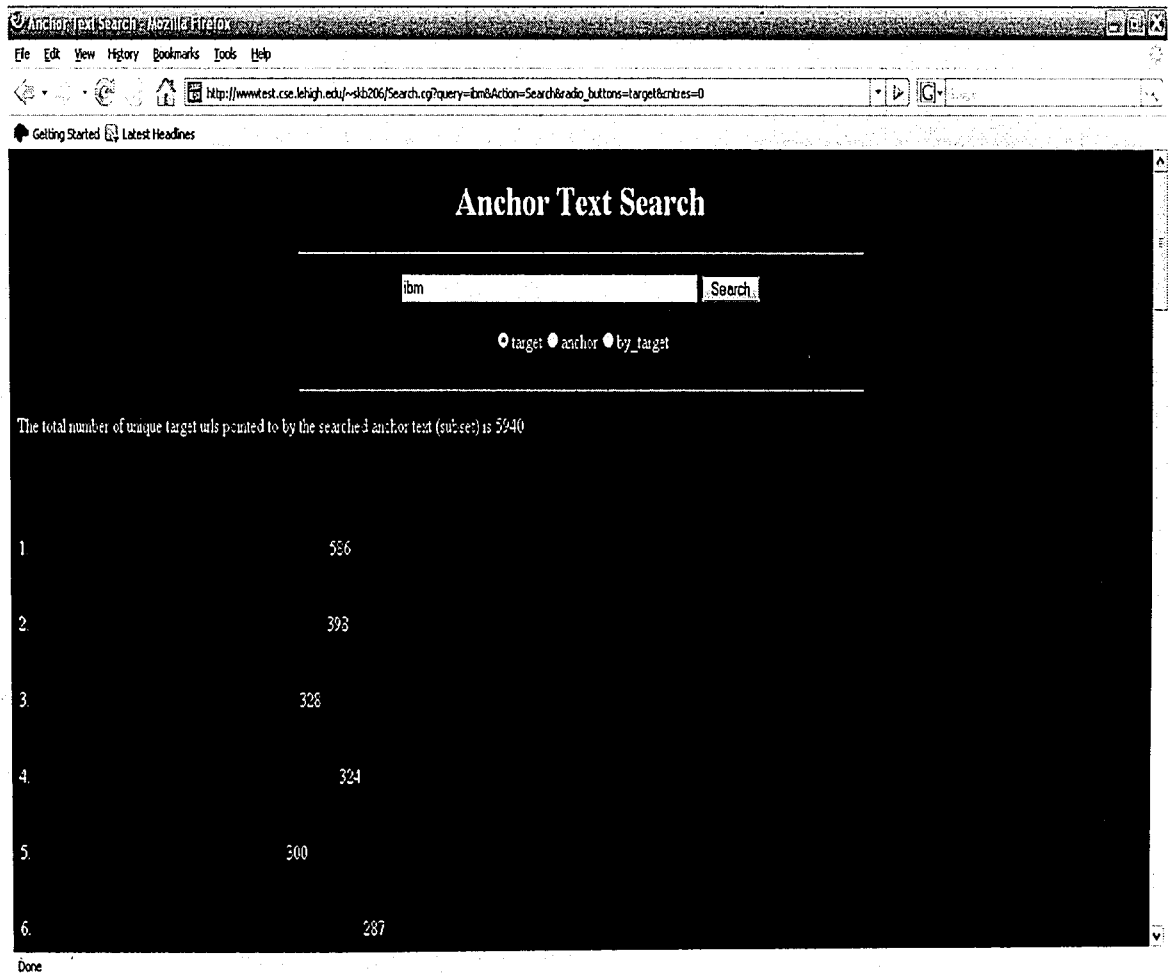 Anchor Text Search - Mozilla Firefox
File Edit View History Bookmarks Tools Help
http://wwwtest.cse.lehigh.edu/~skb206/Search.cgi?query=ibm&Action=Search&radio_buttons=target&cntres=0
Getting Started Latest Headlines
Anchor Text Search
ibm Search
target anchor by_target
The total number of unique target urls pointed to by the searched anchor text (subset) is 5940
1. 586
2. 393
3. 328
4. 324
5. 300
6. 287
Done